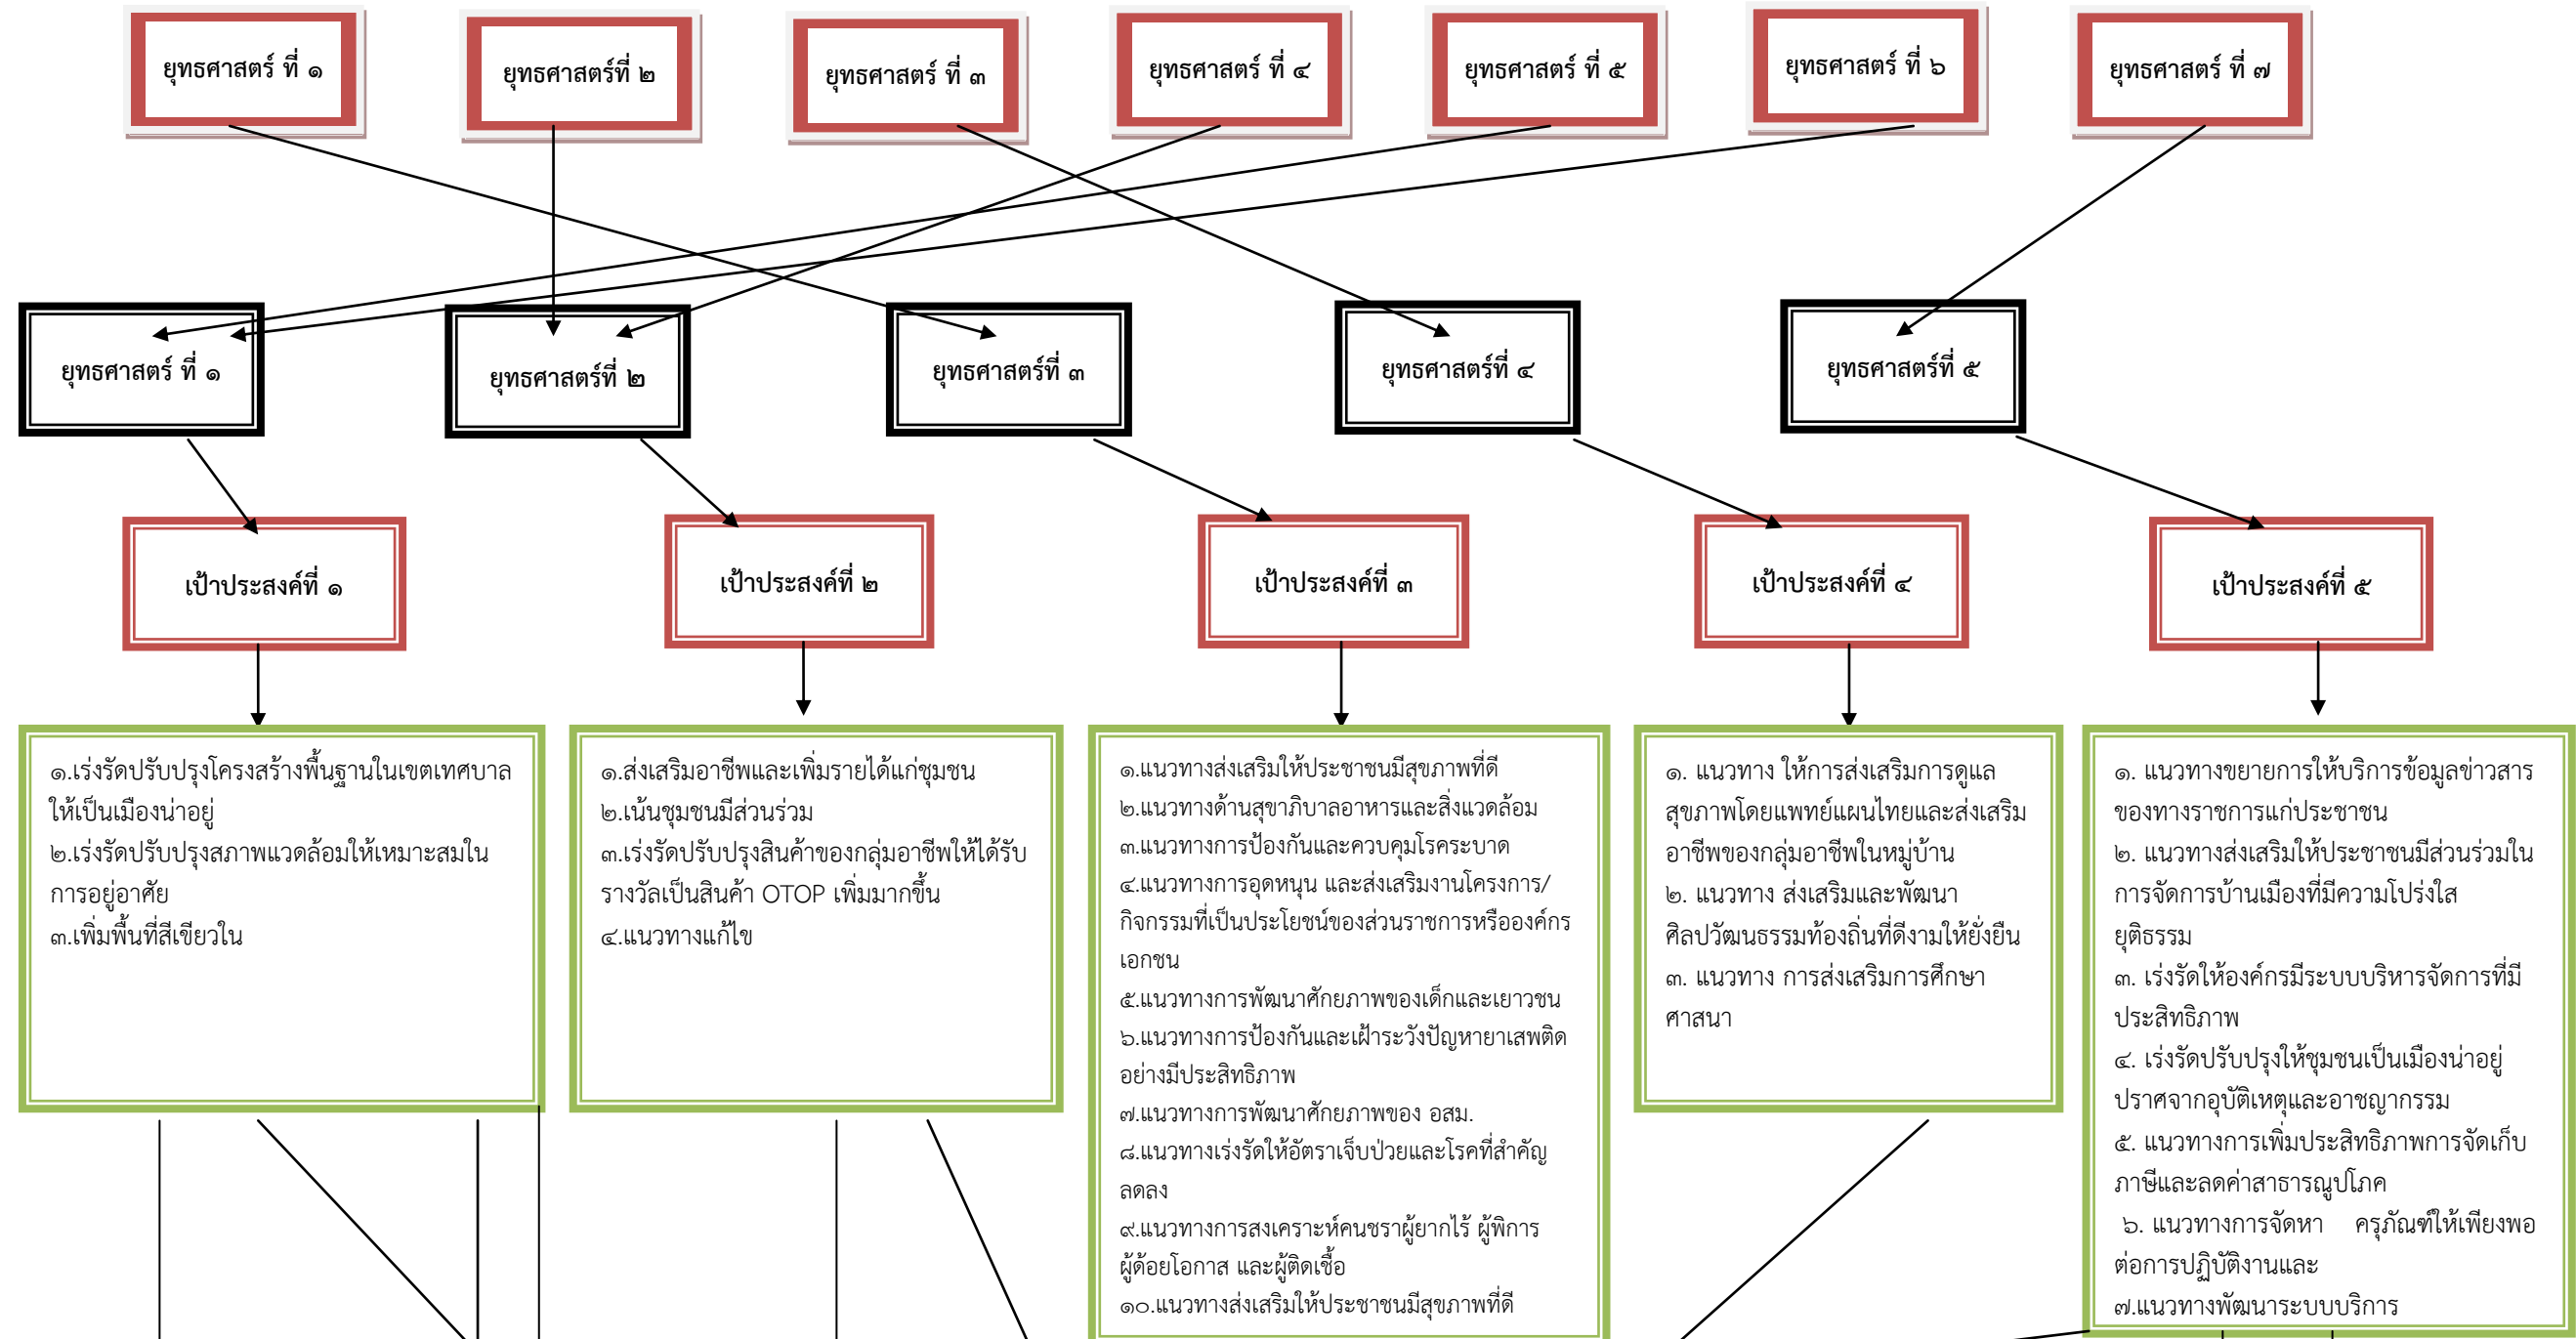 ยุทธศาสตร์ ที่ ๑
ยุทธศาสตร์ที่ ๒
ยุทธศาสตร์ ที่ ๓
ยุทธศาสตร์ ที่ ๔
ยุทธศาสตร์ ที่ ๕
ยุทธศาสตร์ ที่ ๖
ยุทธศาสตร์ ที่ ๗
ยุทธศาสตร์ ที่ ๑
ยุทธศาสตร์ที่ ๒
ยุทธศาสตร์ที่ ๓
ยุทธศาสตร์ที่ ๔
ยุทธศาสตร์ที่ ๕
เป้าประสงค์ที่ ๑
เป้าประสงค์ที่ ๒
เป้าประสงค์ที่ ๓
เป้าประสงค์ที่ ๔
เป้าประสงค์ที่ ๕
๑.เร่งรัดปรับปรุงโครงสร้างพื้นฐานในเขตเทศบาล
ให้เป็นเมืองน่าอยู่
๒.เร่งรัดปรับปรุงสภาพแวดล้อมให้เหมาะสมใน
การอยู่อาศัย
๓.เพิ่มพื้นที่สีเขียวใน
๑.ส่งเสริมอาชีพและเพิ่มรายได้แก่ชุมชน
๒.เน้นชุมชนมีส่วนร่วม
๓.เร่งรัดปรับปรุงสินค้าของกลุ่มอาชีพให้ได้รับ
รางวัลเป็นสินค้า OTOP เพิ่มมากขึ้น
๔.แนวทางแก้ไข
๑.แนวทางส่งเสริมให้ประชาชนมีสุขภาพที่ดี
๒.แนวทางด้านสุขาภิบาลอาหารและสิ่งแวดล้อม
๓.แนวทางการป้องกันและควบคุมโรคระบาด
๔.แนวทางการอุดหนุน และส่งเสริมงานโครงการ/
กิจกรรมที่เป็นประโยชน์ของส่วนราชการหรือองค์กร
เอกชน
๕.แนวทางการพัฒนาศักยภาพของเด็กและเยาวชน
๖.แนวทางการป้องกันและเฝ้าระวังปัญหายาเสพติด
อย่างมีประสิทธิภาพ
๗.แนวทางการพัฒนาศักยภาพของ อสม.
๘.แนวทางเร่งรัดให้อัตราเจ็บป่วยและโรคที่สำคัญ
ลดลง
๙.แนวทางการสงเคราะห์คนชราผู้ยากไร้ ผู้พิการ
ผู้ด้อยโอกาส และผู้ติดเชื้อ
๑๐.แนวทางส่งเสริมให้ประชาชนมีสุขภาพที่ดี
๑. แนวทาง ให้การส่งเสริมการดูแล
สุขภาพโดยแพทย์แผนไทยและส่งเสริม
อาชีพของกลุ่มอาชีพในหมู่บ้าน
๒. แนวทาง ส่งเสริมและพัฒนา
ศิลปวัฒนธรรมท้องถิ่นที่ดีงามให้ยั่งยืน
๓. แนวทาง การส่งเสริมการศึกษา
ศาสนา
๑. แนวทางขยายการให้บริการข้อมูลข่าวสาร
ของทางราชการแก่ประชาชน
๒. แนวทางส่งเสริมให้ประชาชนมีส่วนร่วมใน
การจัดการบ้านเมืองที่มีความโปร่งใส
ยุติธรรม
๓. เร่งรัดให้องค์กรมีระบบบริหารจัดการที่มี
ประสิทธิภาพ
๔. เร่งรัดปรับปรุงให้ชุมชนเป็นเมืองน่าอยู่
ปราศจากอุบัติเหตุและอาชญากรรม
๕. แนวทางการเพิ่มประสิทธิภาพการจัดเก็บ
ภาษีและลดค่าสาธารณูปโภค
๖. แนวทางการจัดหา ครุภัณฑ์ให้เพียงพอ
ต่อการปฏิบัติงานและ
๗.แนวทางพัฒนาระบบบริการ